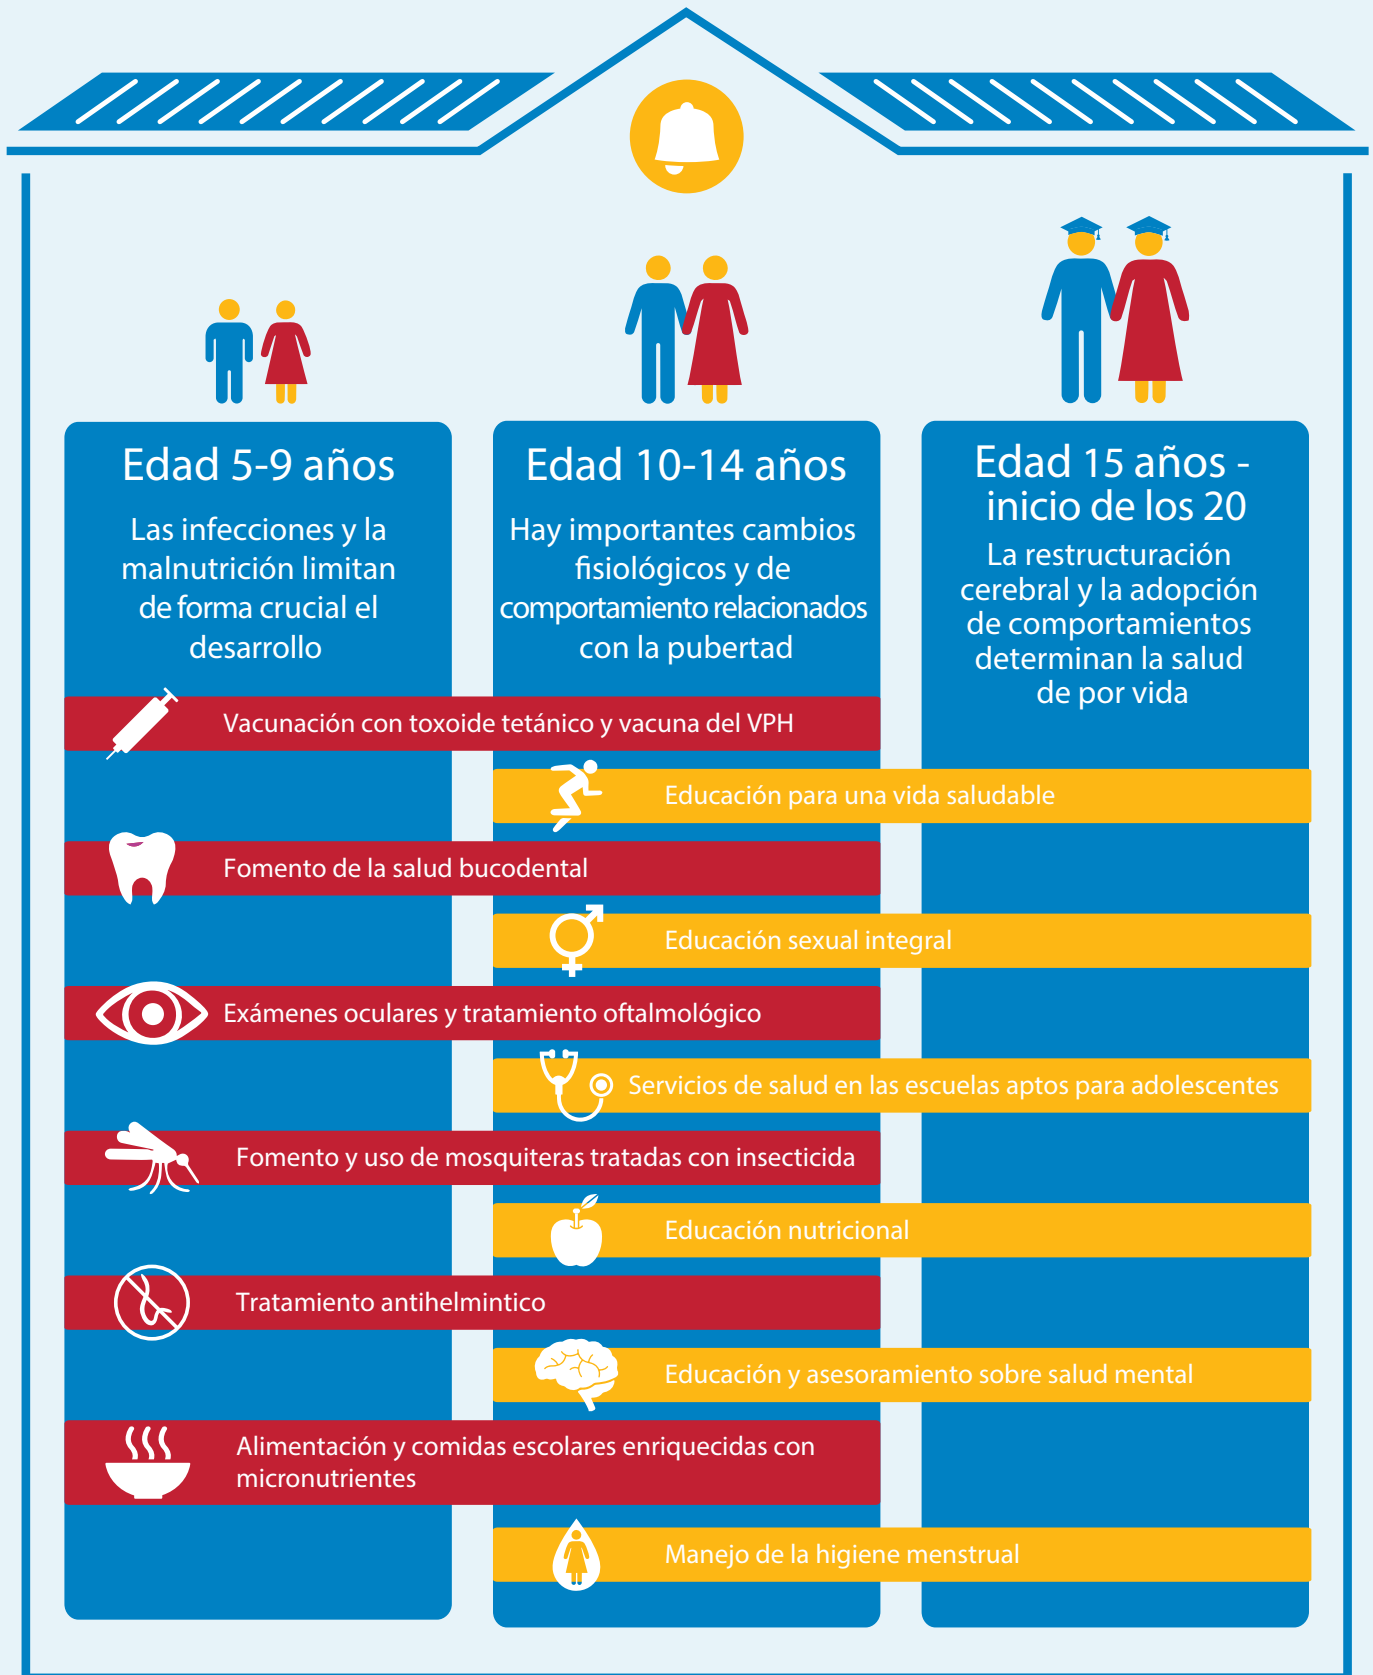 Edad 5-9 años
Las infecciones y la
malnutrición limitan
de forma crucial el
desarrollo
Edad 10-14 años
Hay importantes cambios
fisiológicos y de
comportamiento relacionados
con la pubertad
Edad 15 años -
inicio de los 20
La restructuración
cerebral y la adopción
de comportamientos
determinan la salud
de por vida
Vacunación con toxoide tetánico y vacuna del VPH
Educación para una vida saludable
Fomento de la salud bucodental
Educación sexual integral
Exámenes oculares y tratamiento oftalmológico
Servicios de salud en las escuelas aptos para adolescentes
Fomento y uso de mosquiteras tratadas con insecticida
Educación nutricional
Tratamiento antihelmintico
Educación y asesoramiento sobre salud mental
Alimentación y comidas escolares enriquecidas con
micronutrientes
Manejo de la higiene menstrual